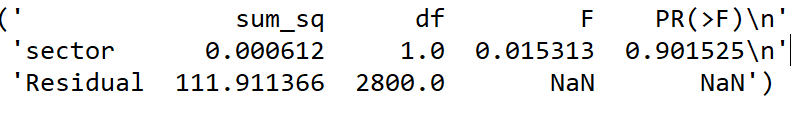 ('               sum_sq      df         F    PR(>F)\n'
 'sector      0.000612     1.0  0.015313  0.901525\n'
 'Residual  111.911366  2800.0       NaN       NaN')